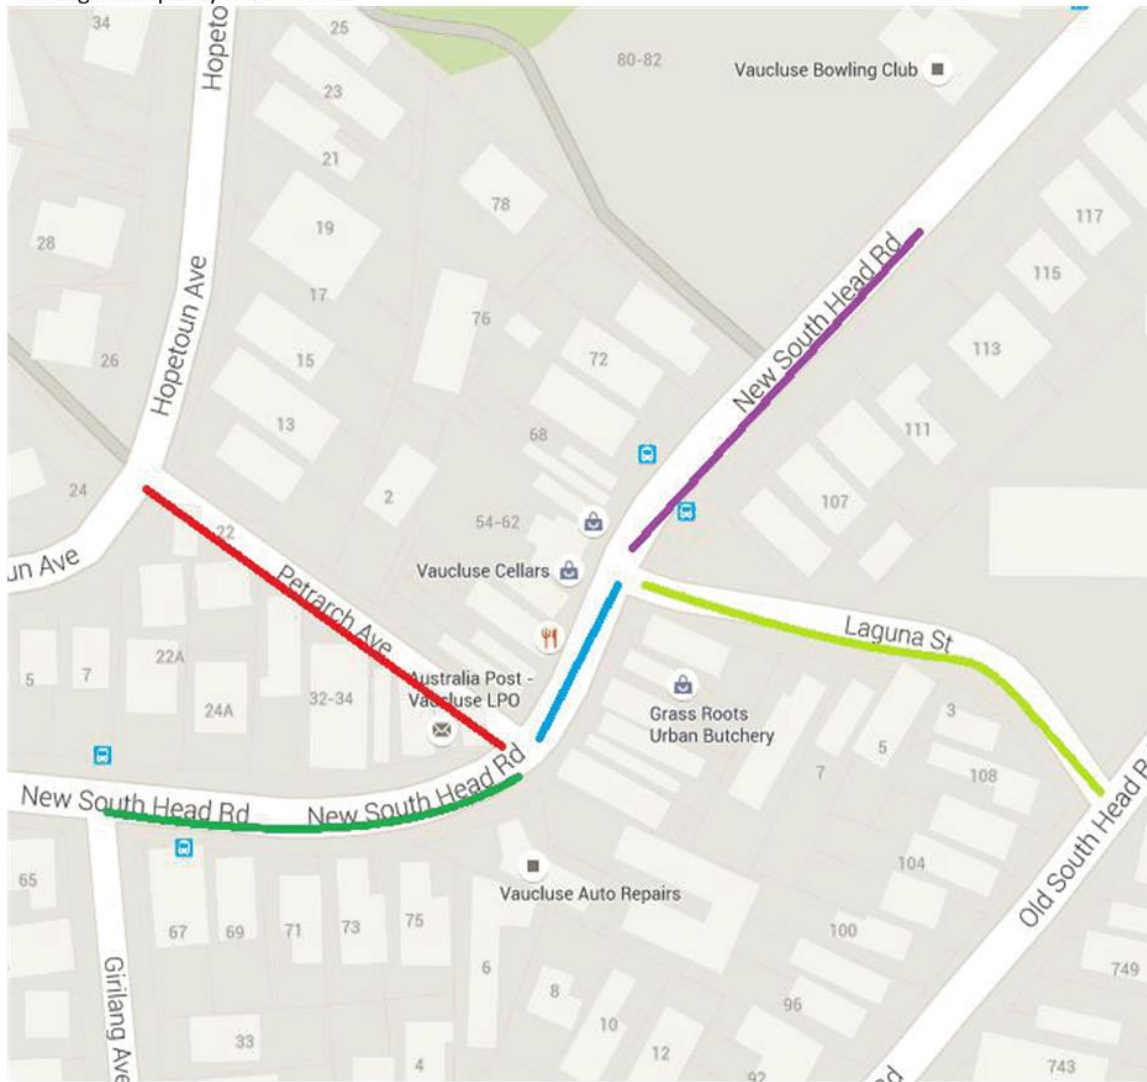 34
25
Hopeto
80-82
Vaucluse Bowling Club
23
21
78
117
19
28
New South Head Rd
115
17
Hopetoun Ave
76
113
15
72
26
13
111
68
24
2
107
54-62
22
un Ave
Vaucluse Cellars
Petrarch Ave
Laguna St
22A
5
7
Australia Post -
Vaucluse LPO
32-34
24A
Grass Roots
Urban Butchery
3
5
7
108
New South Head Rd
New South Head Rd
Old South Head R
104
65
Vaucluse Auto Repairs
67
69
71
73
75
100
749
6
Girilang Ave
8
96
10
33
12
4
92
743
d